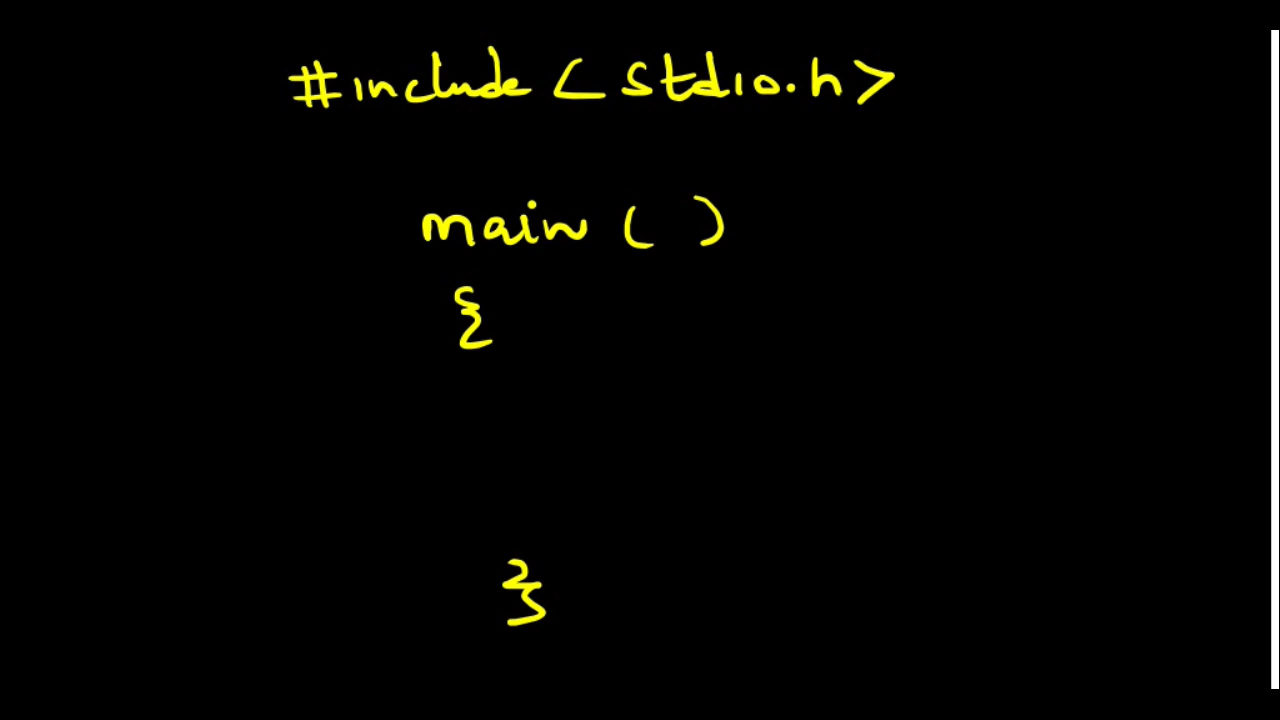 #include<stdio.h>
main ( )
{
}